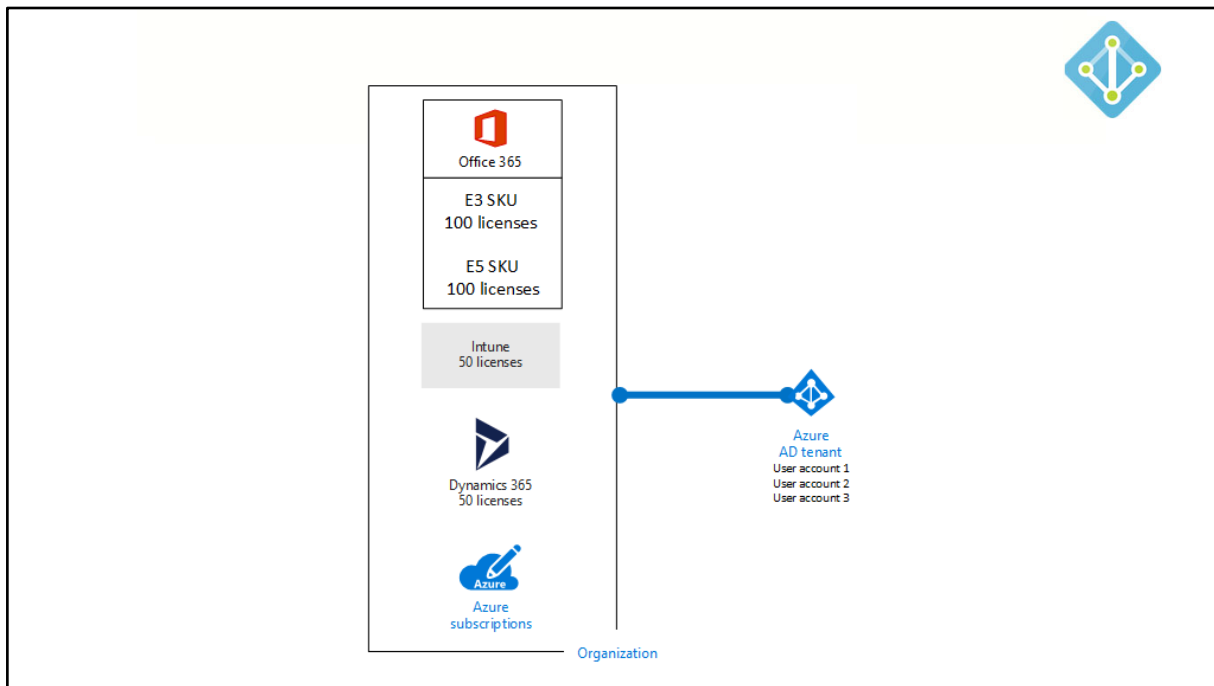 Office 365
E3 SKU
100 licenses
E5 SKU
100 licenses
Intune
50 licenses
Dynamics 365
50 licenses
Azure
Azure
subscriptions
Organization
Azure
AD tenant
User account 1
User account 2
User account 3